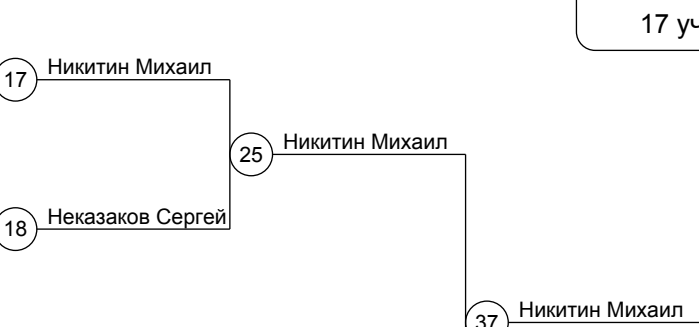 17 уч
17 Никитин Михаил
25 Никитин Михаил
18 Неказаков Сергей
37 Никитин Михаил